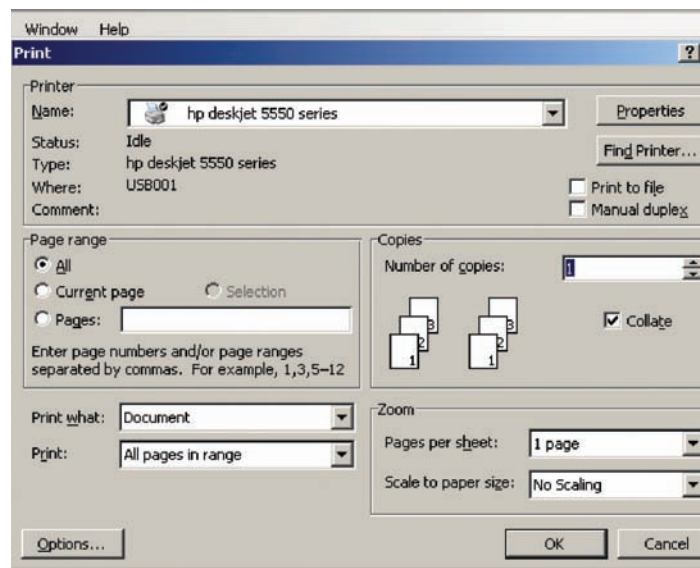 Window Help
Print ?
Printer
Name: hp deskjet 5550 series Properties
Status: Idle
Type: hp deskjet 5550 series Find Printer...
Where: USB001 Print to file
Comment: Manual duplex
Page range
All
Current page Selection
Pages:
Enter page numbers and/or page ranges
separated by commas. For example, 1,3,5–12
Copies
Number of copies: 1
3 3
2 2
1 1
Collate
Print what: Document
Print: All pages in range
Zoom
Pages per sheet: 1 page
Scale to paper size: No Scaling
Options... OK Cancel